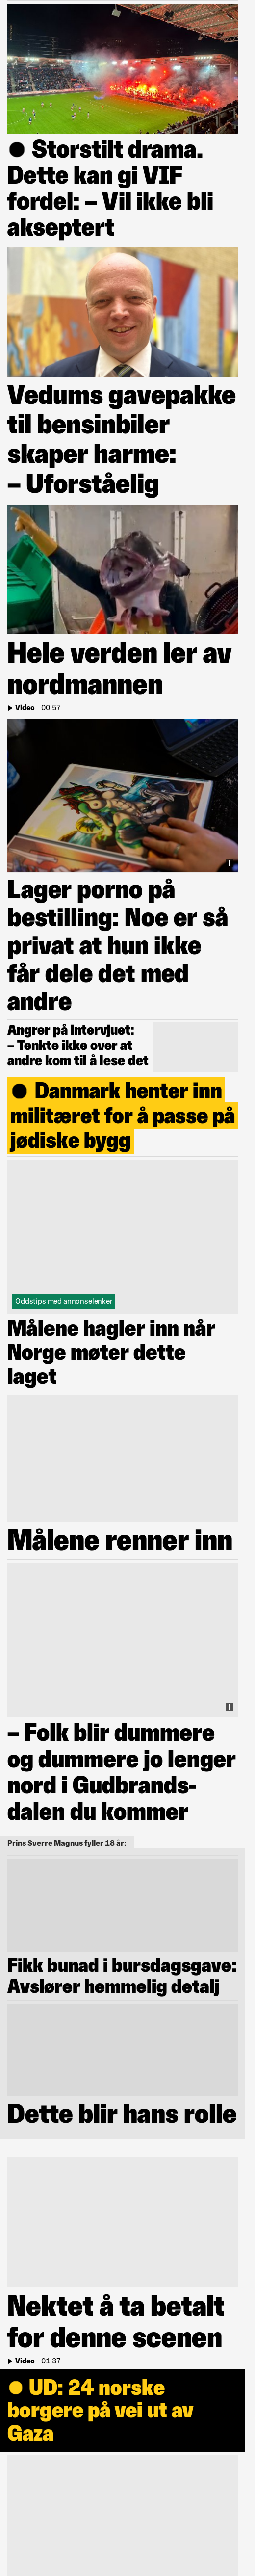 ● Storstilt drama.
Dette kan gi VIF
fordel: – Vil ikke bli
akseptert
Vedums gavepakke
til bensinbiler
skaper harme:
– Uforståelig
Hele verden ler av
nordmannen
Video | 00:57
Lager porno på
bestilling: Noe er så
privat at hun ikke
får dele det med
andre
Angrer på intervjuet:
– Tenkte ikke over at
andre kom til å lese det
● Danmark henter inn
militæret for å passe på
jødiske bygg
Oddstips med annonselenker
Målene hagler inn når
Norge møter dette
laget
Målene renner inn
– Folk blir dummere
og dummere jo lenger
nord i Gudbrands-
dalen du kommer
Prins Sverre Magnus fyller 18 år:
Fikk bunad i bursdagsgave:
Avslører hemmelig detalj
Dette blir hans rolle
Nektet å ta betalt
for denne scenen
Video | 01:37
● UD: 24 norske
borgere på vei ut av
Gaza